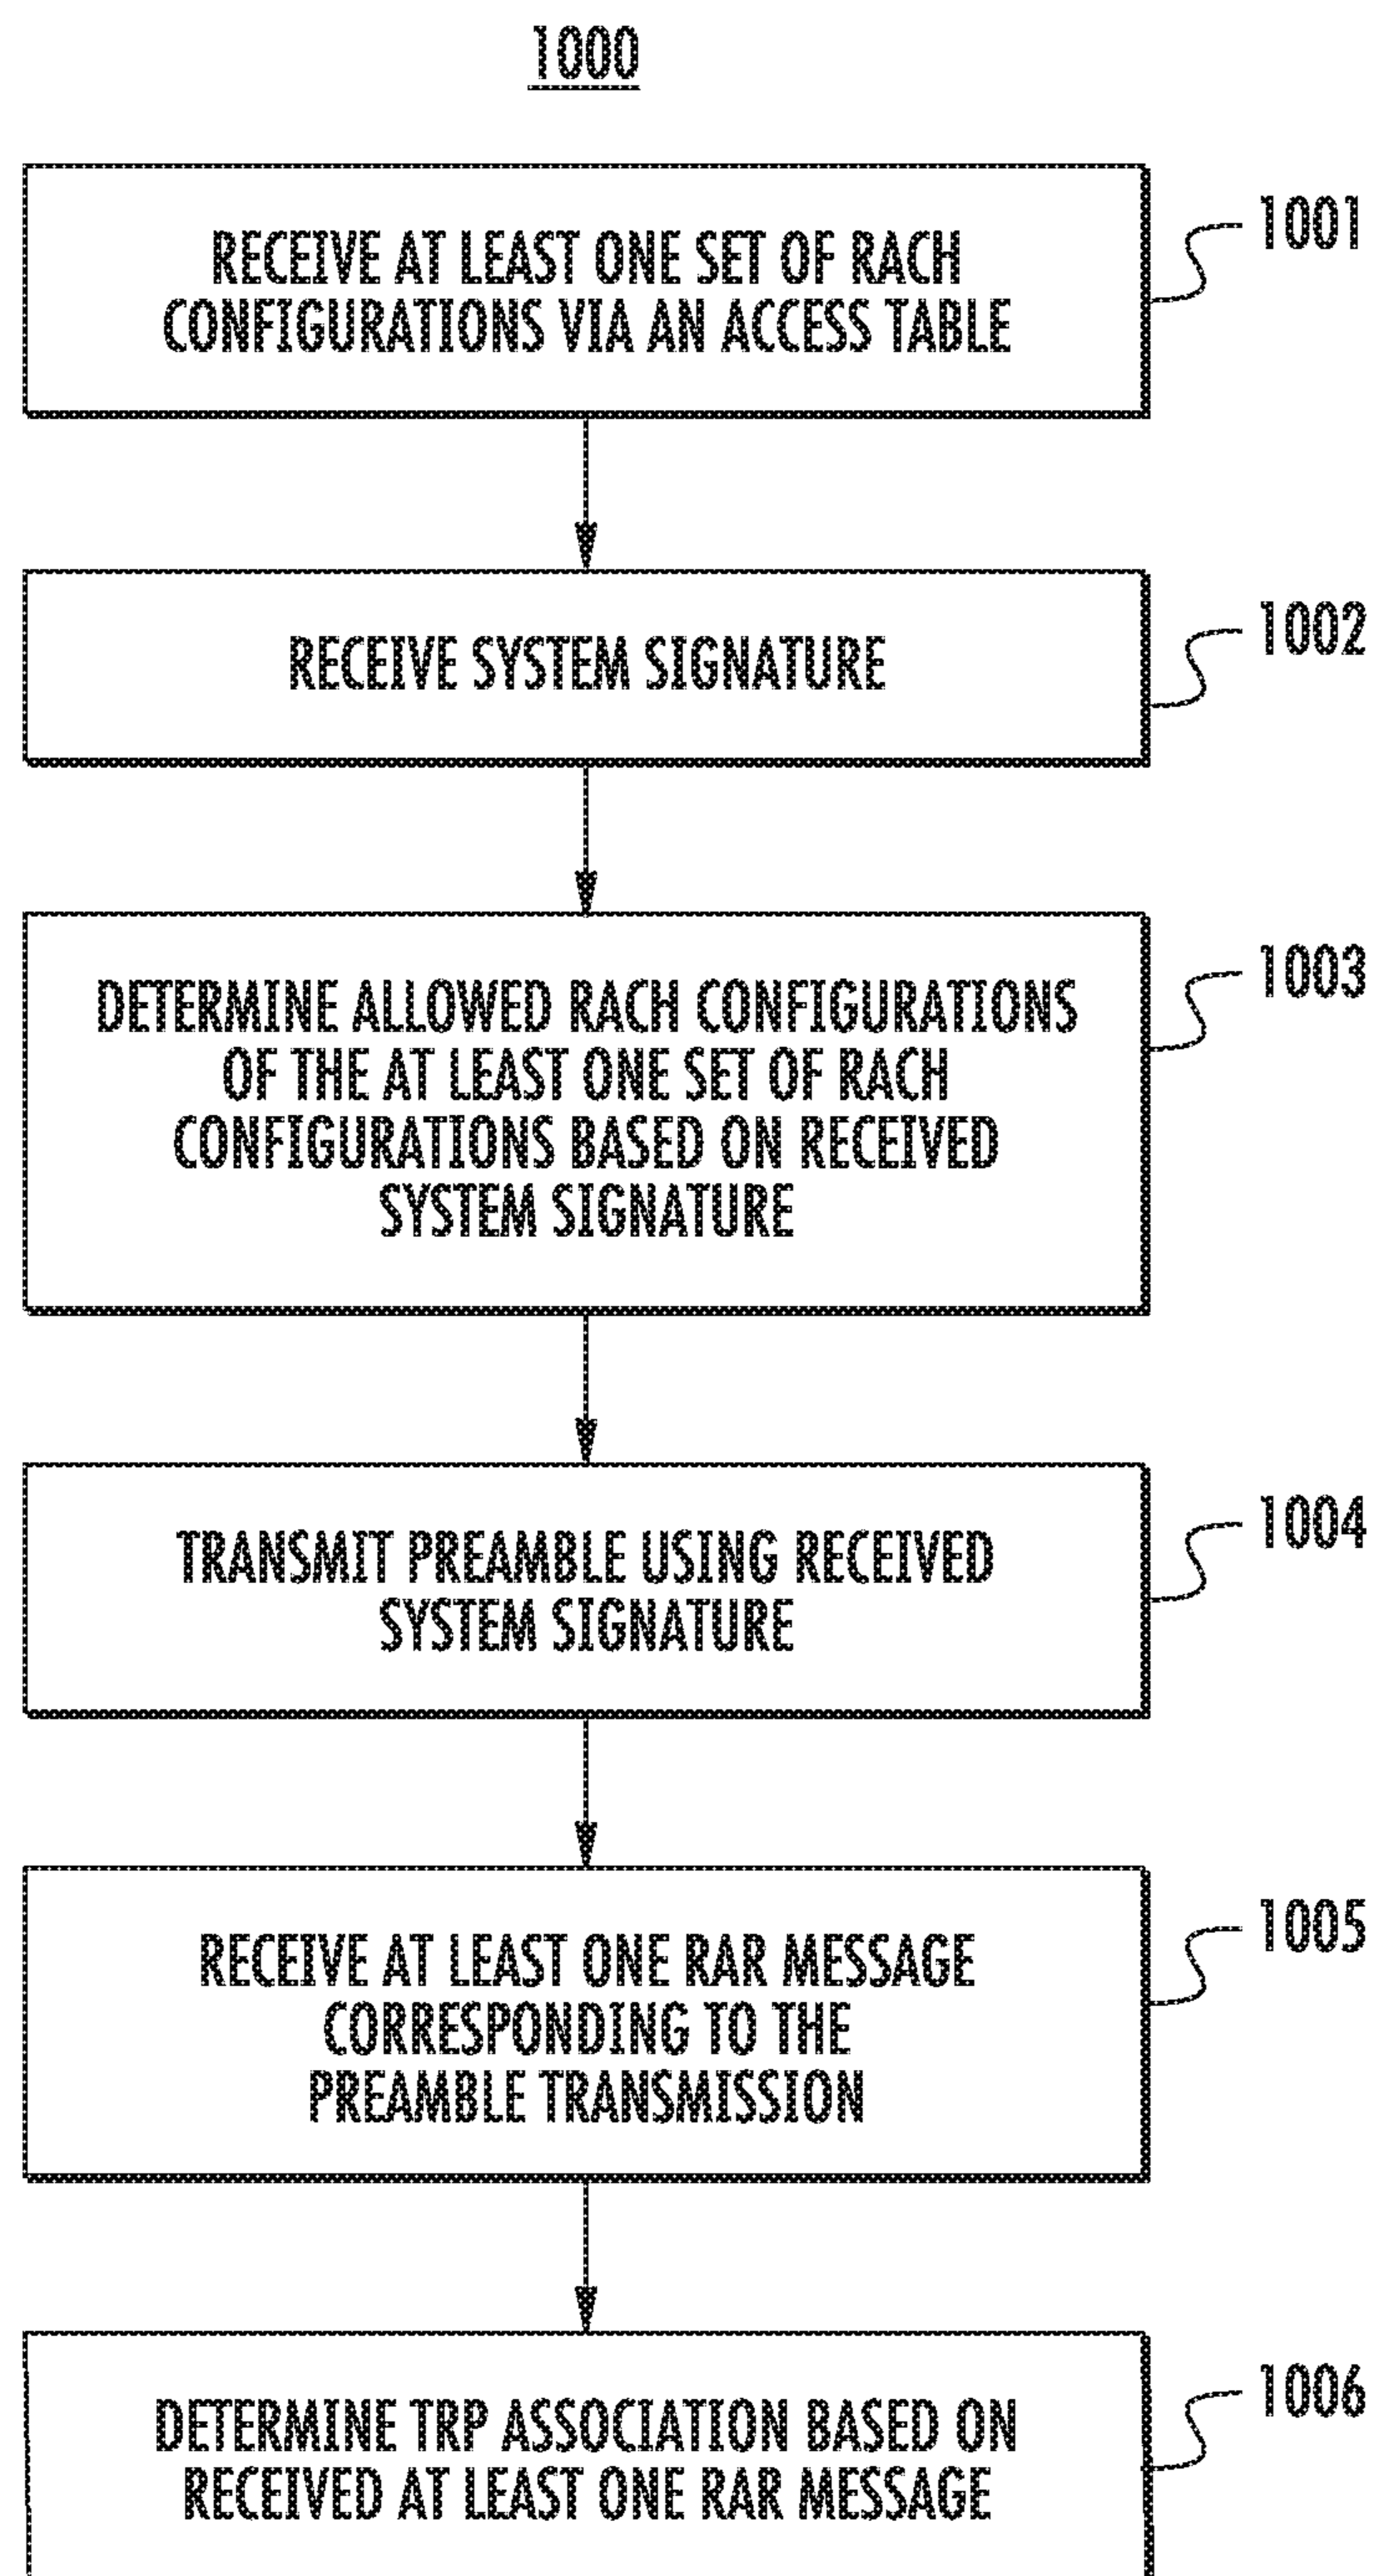 1000
RECEIVE AT LEAST ONE SET OF RACH
CONFIGURATIONS VIA AN ACCESS TABLE
1001
RECEIVE SYSTEM SIGNATURE
1002
DETERMINE ALLOWED RACH CONFIGURATIONS
OF THE AT LEAST ONE SET OF RACH
CONFIGURATIONS BASED ON RECEIVED
SYSTEM SIGNATURE
1003
TRANSMIT PREAMBLE USING RECEIVED
SYSTEM SIGNATURE
1004
RECEIVE AT LEAST ONE RAR MESSAGE
CORRESPONDING TO THE
PREAMBLE TRANSMISSION
1005
DETERMINE TRP ASSOCIATION BASED ON
RECEIVED AT LEAST ONE RAR MESSAGE
1006